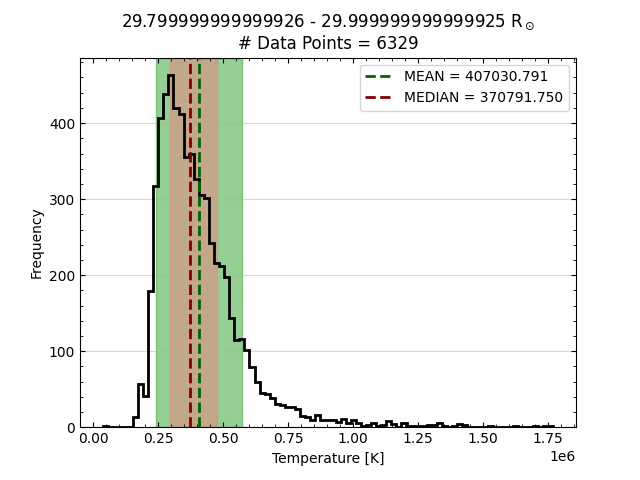 29.799999999999926 - 29.999999999999925 R⊙
# Data Points = 6329
MEAN = 407030.791
MEDIAN = 370791.750
Frequency
400
300
200
100
0
0.00 0.25 0.50 0.75 1.00 1.25 1.50 1.75
1e6
Temperature [K]